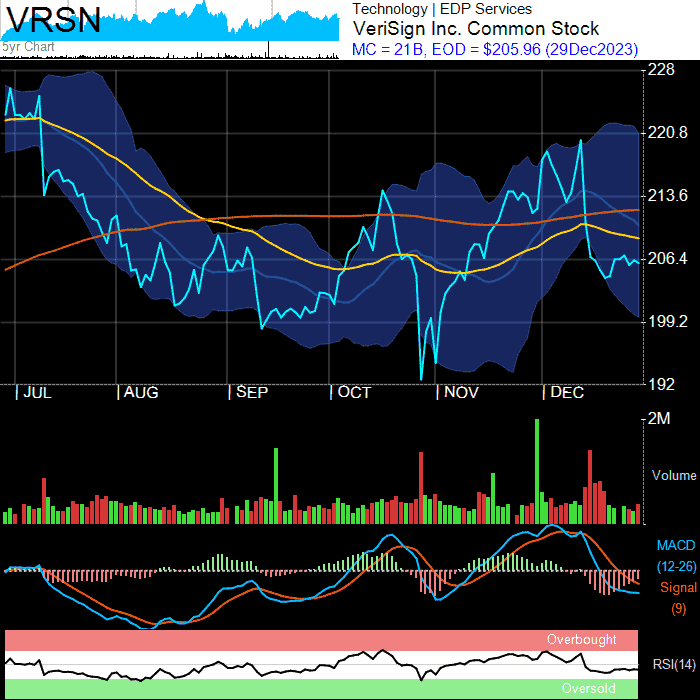 VRSN
5yr Chart
Technology | EDP Services
VeriSign Inc. Common Stock
MC = 21B, EOD = $205.96 (29Dec2023)
228
220.8
213.6
206.4
199.2
192
JUL
AUG
SEP
OCT
NOV
DEC
2M
Volume
MACD
(12-26)
Signal
(9)
Overbought
RSI(14)
Oversold